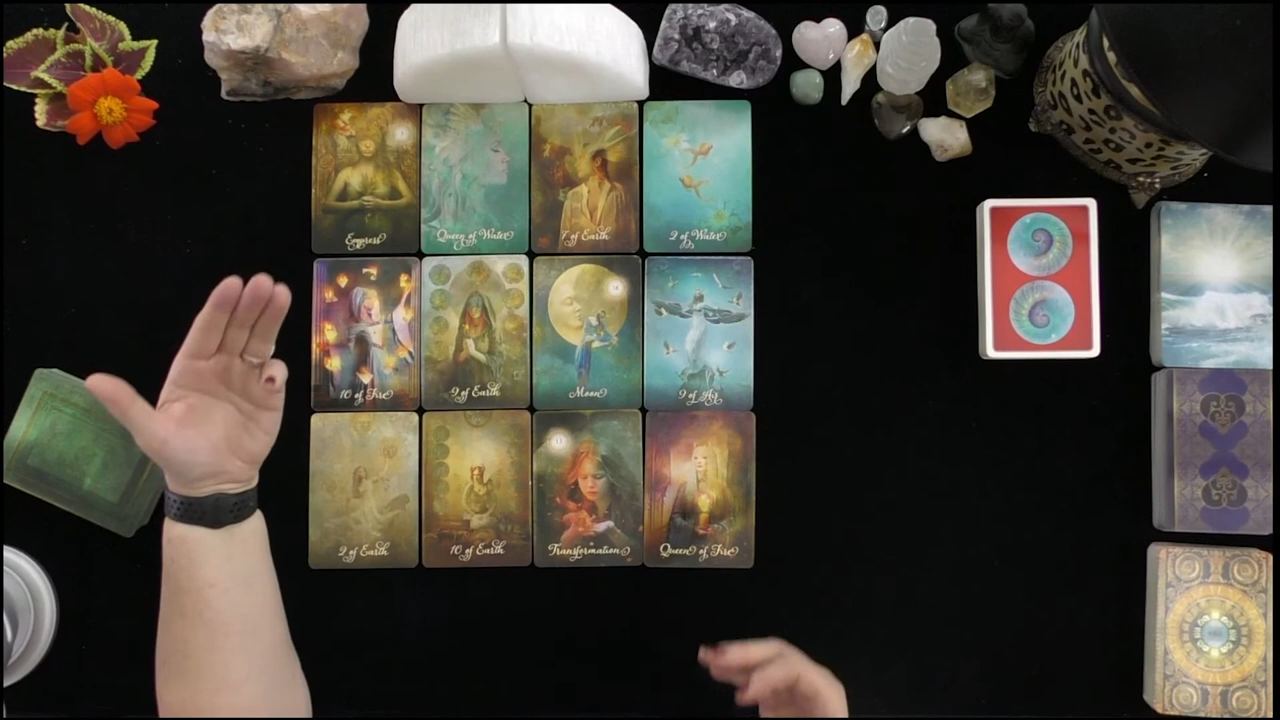 Empress
Queen of Water
7 of Earth
2 of Water
10 of Fire
9 of Earth
Moon
9 of Air
2 of Earth
10 of Earth
Transformation
Queen of Fire